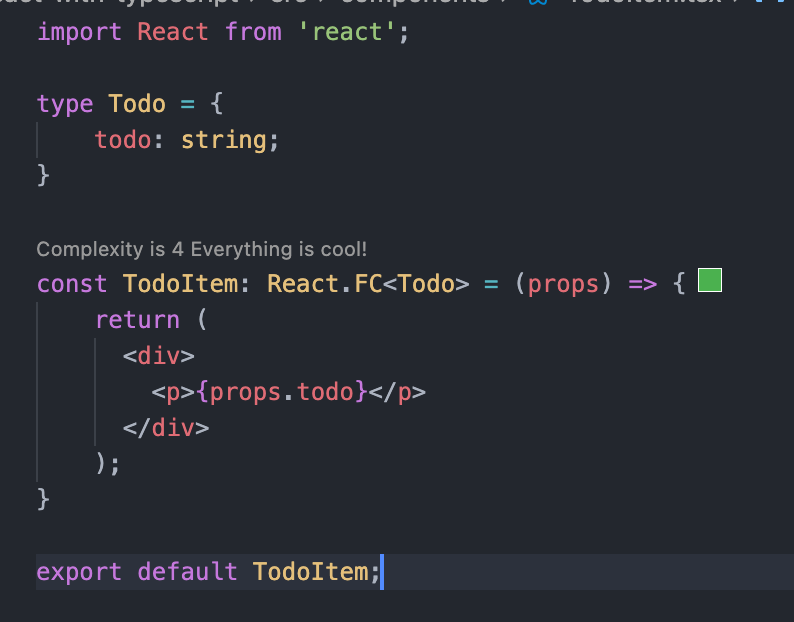 import React from 'react';
type Todo = {
    todo: string;
}
Complexity is 4 Everything is cool!
const TodoItem: React.FC<Todo> = (props) => {
    return (
      <div>
        <p>{props.todo}</p>
      </div>
    );
}
export default TodoItem;